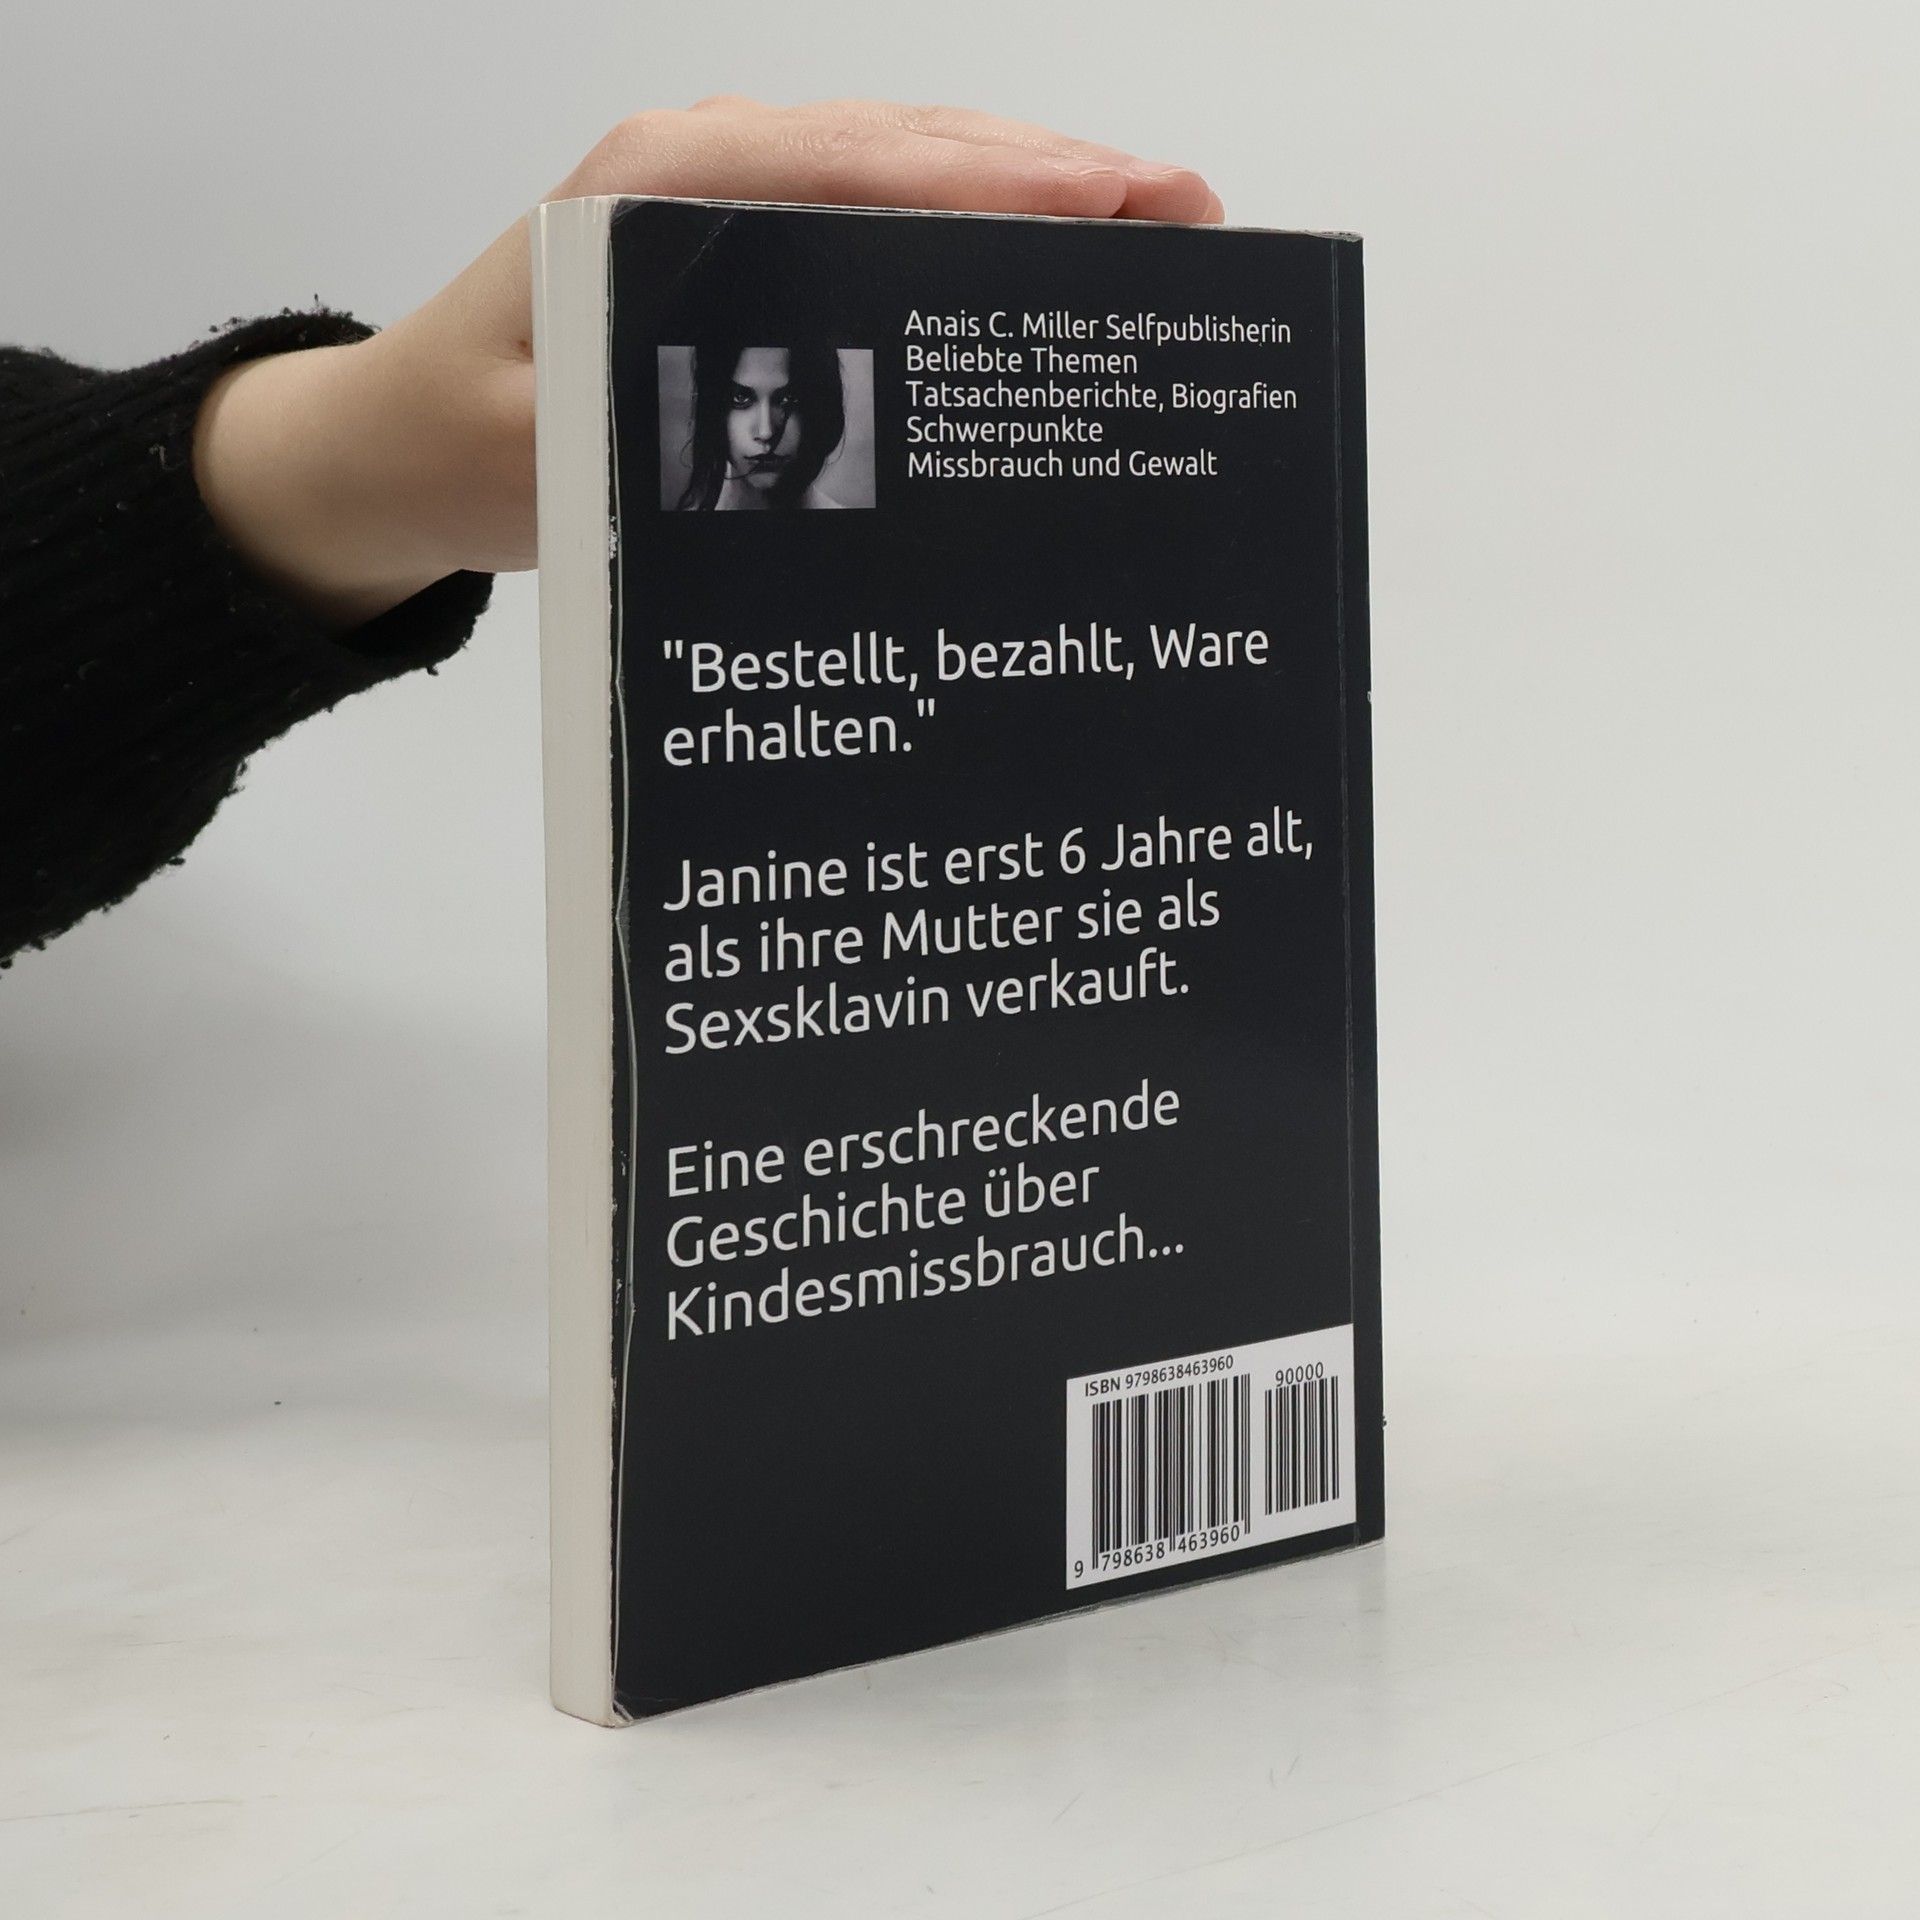 Anais C. Miller Selfpublisherin
Beliebte Themen
Tatsachenberichte, Biografien
Schwerpunkte
Missbrauch und Gewalt
"Bestellt, bezahlt, Ware
erhalten."
Janine ist erst 6 Jahre alt,
als ihre Mutter sie als
Sexsklavin verkauft.
Eine erschreckende
Geschichte über
Kindesmissbrauch...
ISBN 9798638463960
90000
9 798638 463960